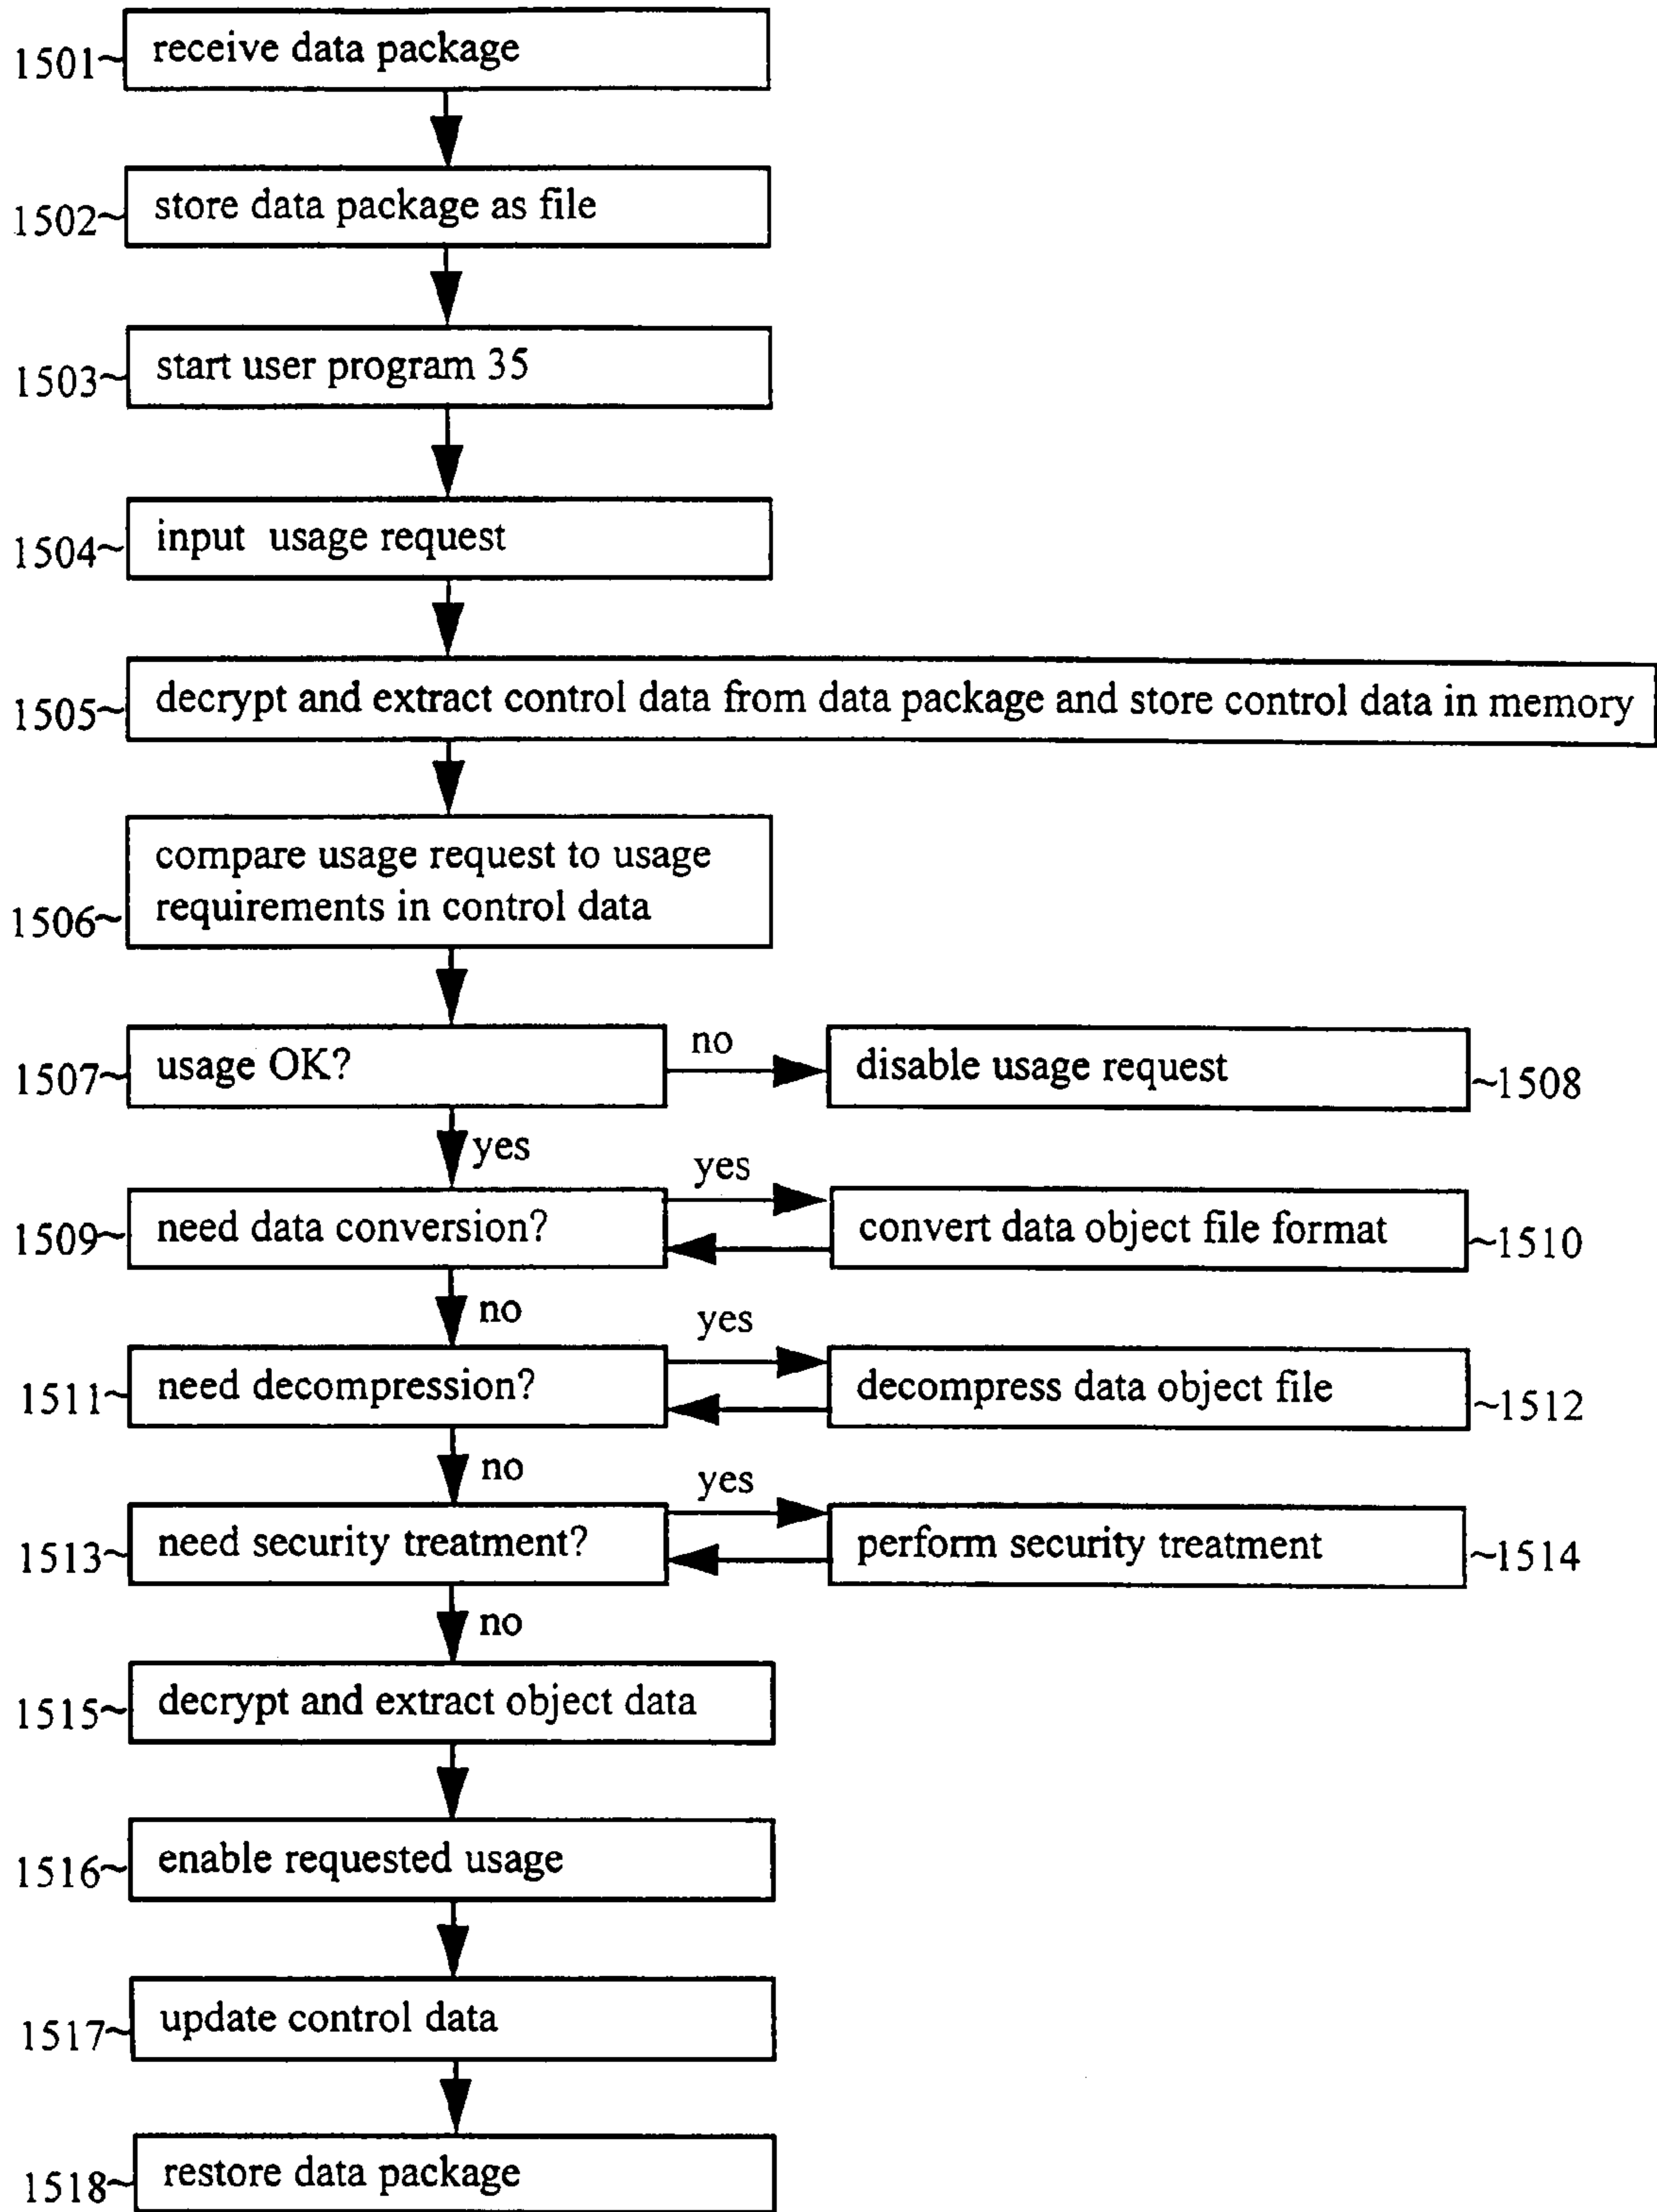 1501~ receive data package
1502~ store data package as file
1503~ start user program 35
1504~ input usage request
1505~ decrypt and extract control data from data package and store control data in memory
compare usage request to usage
1506~ requirements in control data
1507~ usage OK? no disable usage request ~1508
yes
1509~ need data conversion? yes convert data object file format ~1510
no
1511~ need decompression? yes decompress data object file ~1512
no
1513~ need security treatment? yes perform security treatment ~1514
no
1515~ decrypt and extract object data
1516~ enable requested usage
1517~ update control data
1518~ restore data package